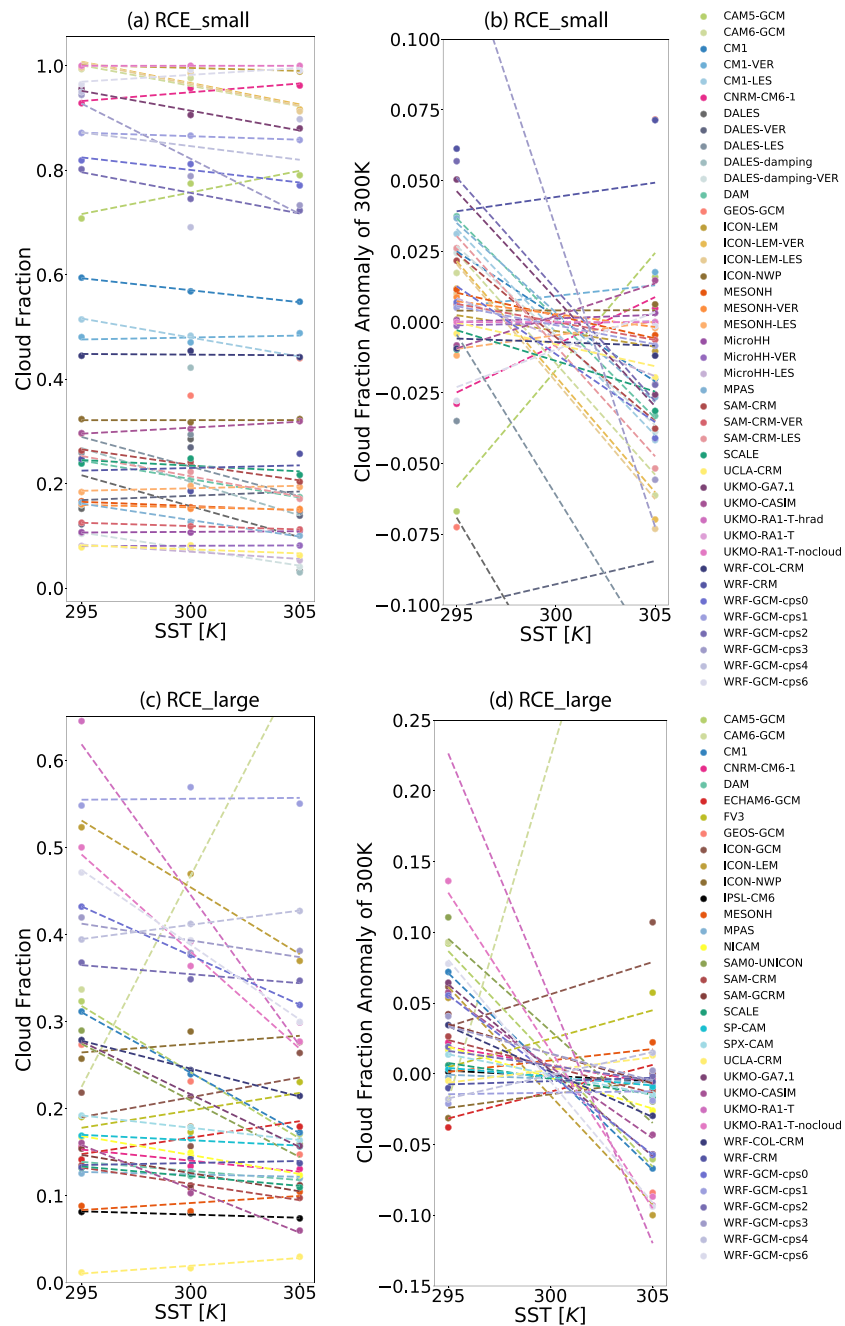 (a) RCE_small
1.0
0.8
0.6
0.4
0.2
0.0
Cloud Fraction
295
300
305
SST [K]
(b) RCE_small
0.100
0.075
0.050
0.025
0.000
−0.025
−0.050
−0.075
−0.100
Cloud Fraction Anomaly of 300K
295
300
305
SST [K]
CAM5-GCM
CAM6-GCM
CM1
CM1-VER
CM1-LES
CNRM-CM6-1
DALES
DALES-VER
DALES-LES
DALES-damping
DALES-damping-VER
DAM
GEOS-GCM
ICON-LEM
ICON-LEM-VER
ICON-LEM-LES
ICON-NWP
MESONH
MESONH-VER
MESONH-LES
MicroHH
MicroHH-VER
MicroHH-LES
MPAS
SAM-CRM
SAM-CRM-VER
SAM-CRM-LES
SCALE
UCLA-CRM
UKMO-GA7.1
UKMO-CASIM
UKMO-RA1-T-hrad
UKMO-RA1-T
UKMO-RA1-T-nocloud
WRF-COL-CRM
WRF-CRM
WRF-GCM-cps0
WRF-GCM-cps1
WRF-GCM-cps2
WRF-GCM-cps3
WRF-GCM-cps4
WRF-GCM-cps6
(c) RCE_large
0.6
0.5
0.4
0.3
0.2
0.1
0.0
Cloud Fraction
295
300
305
SST [K]
(d) RCE_large
0.25
0.20
0.15
0.10
0.05
0.00
−0.05
−0.10
−0.15
Cloud Fraction Anomaly of 300K
295
300
305
SST [K]
CAM5-GCM
CAM6-GCM
CM1
CNRM-CM6-1
DAM
ECHAM6-GCM
FV3
GEOS-GCM
ICON-GCM
ICON-LEM
ICON-NWP
IPSL-CM6
MESONH
MPAS
NICAM
SAM0-UNICON
SAM-CRM
SAM-GCRM
SCALE
SP-CAM
SPX-CAM
UCLA-CRM
UKMO-GA7.1
UKMO-CASIM
UKMO-RA1-T
UKMO-RA1-T-nocloud
WRF-COL-CRM
WRF-CRM
WRF-GCM-cps0
WRF-GCM-cps1
WRF-GCM-cps2
WRF-GCM-cps3
WRF-GCM-cps4
WRF-GCM-cps6